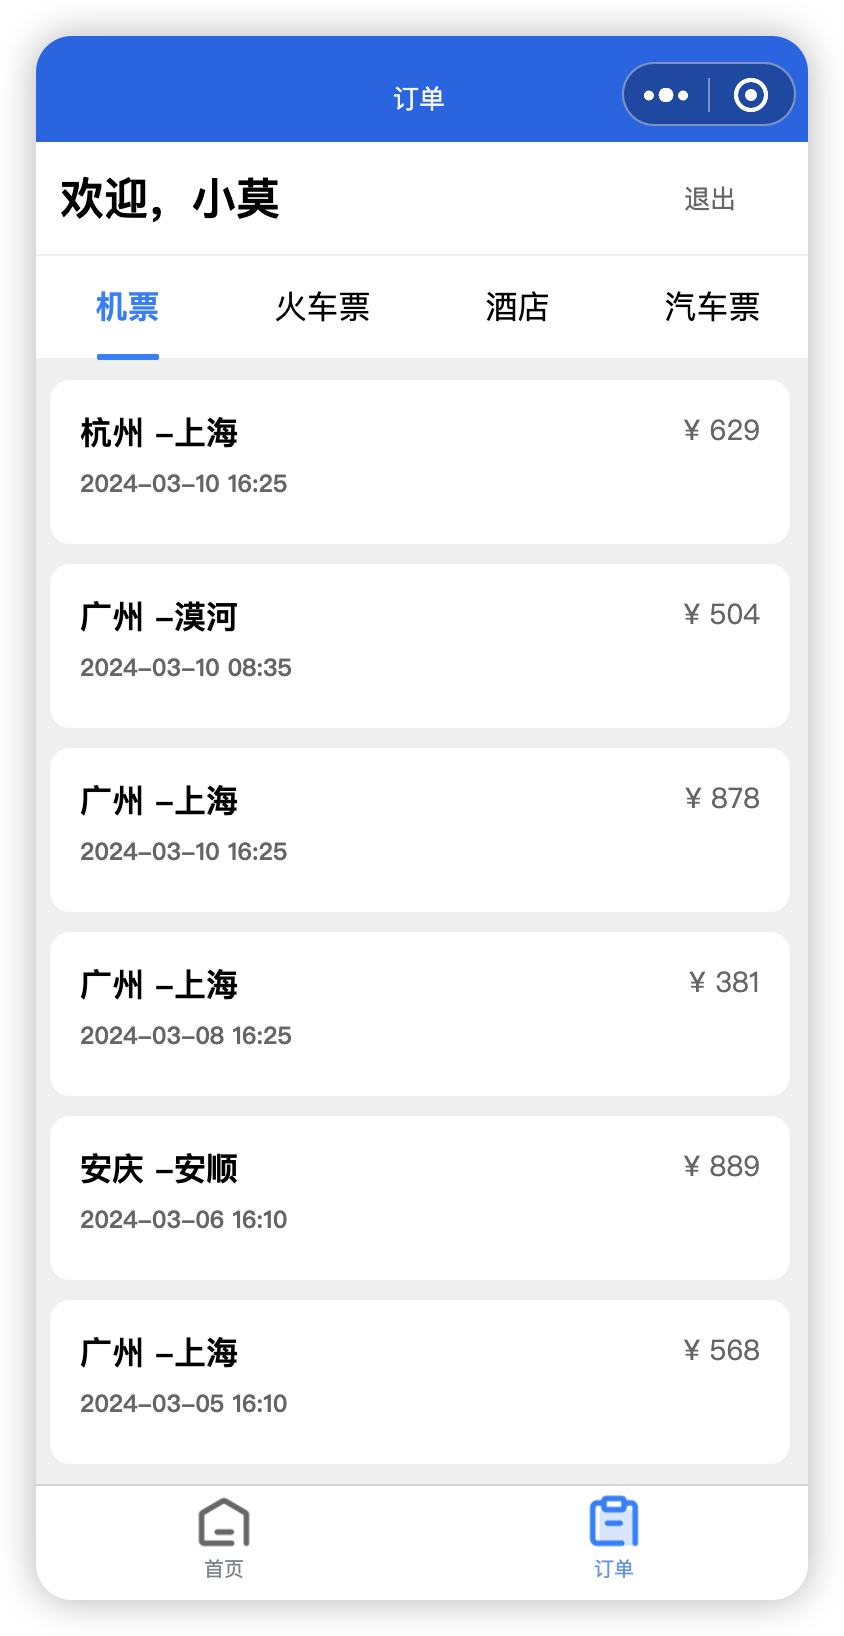 订单
欢迎，小莫
退出
机票 火车票 酒店 汽车票
杭州 -上海
¥ 629
2024-03-10 16:25
广州 -漠河
¥ 504
2024-03-10 08:35
广州 -上海
¥ 878
2024-03-10 16:25
广州 -上海
¥ 381
2024-03-08 16:25
安庆 -安顺
¥ 889
2024-03-06 16:10
广州 -上海
¥ 568
2024-03-05 16:10
首页 订单